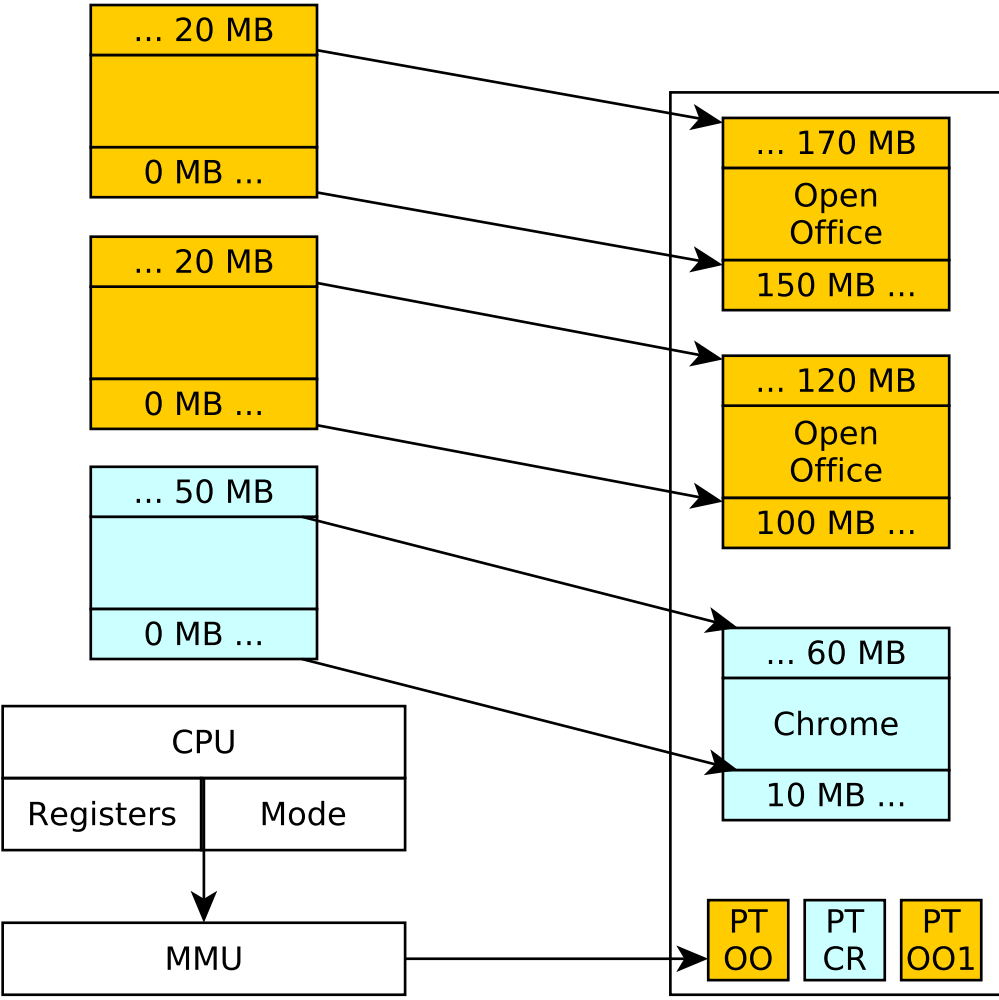 ... 20 MB
0 MB ...
... 20 MB
0 MB ...
... 50 MB
0 MB ...
CPU
Registers
Mode
MMU
... 170 MB
Open
Office
150 MB ...
... 120 MB
Open
Office
100 MB ...
... 60 MB
Chrome
10 MB ...
PT
OO
PT
CR
PT
OO1